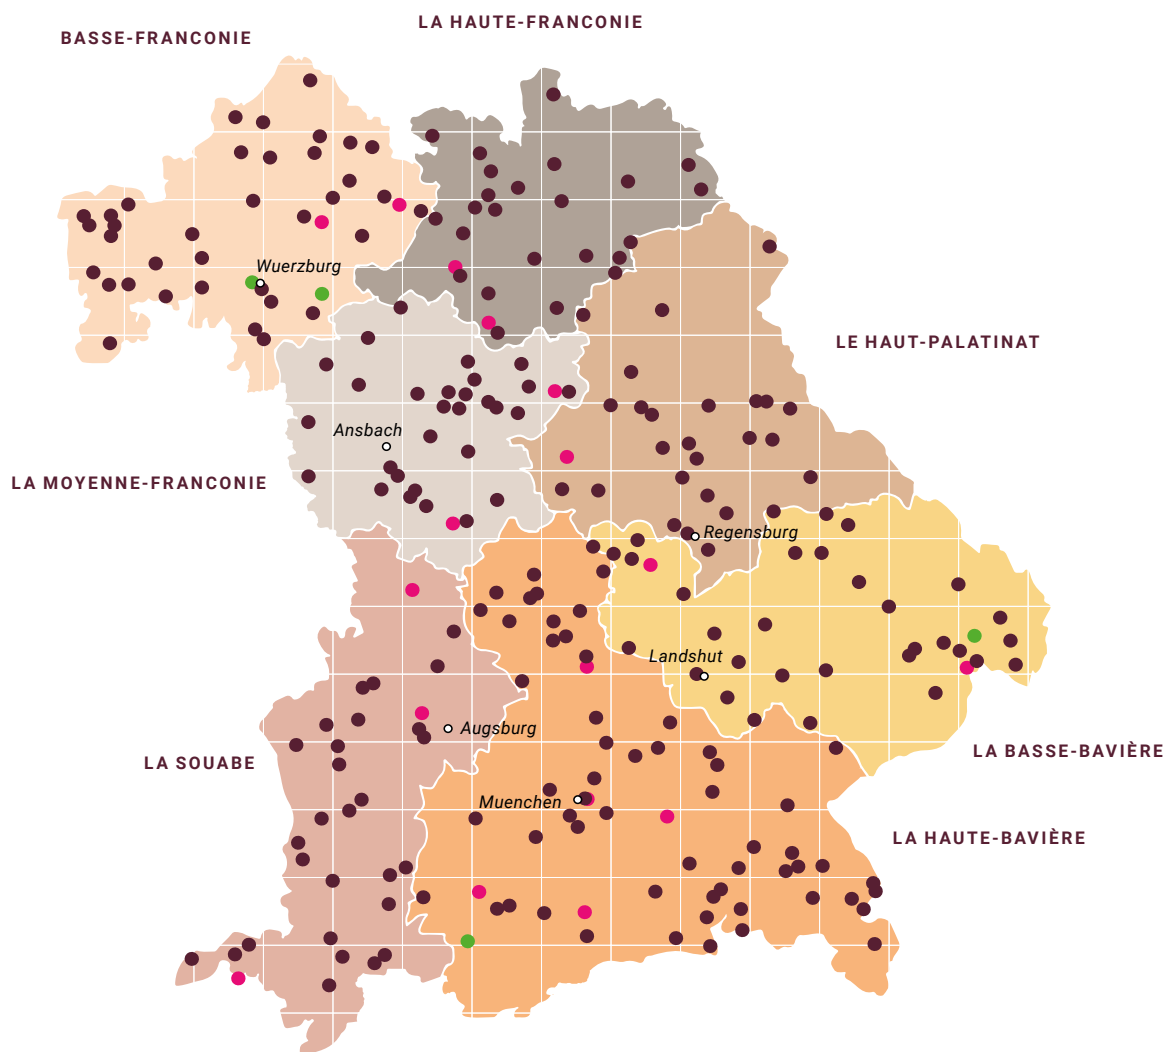 LA HAUTE-FRANCONIE
BASSE-FRANCONIE
Wuerzburg
LE HAUT-PALATINAT
Ansbach
LA MOYENNE-FRANCONIE
Regensburg
Landshut
Augsburg
LA BASSE-BAVIÈRE
LA SOUABE
Muenchen
LA HAUTE-BAVIÈRE